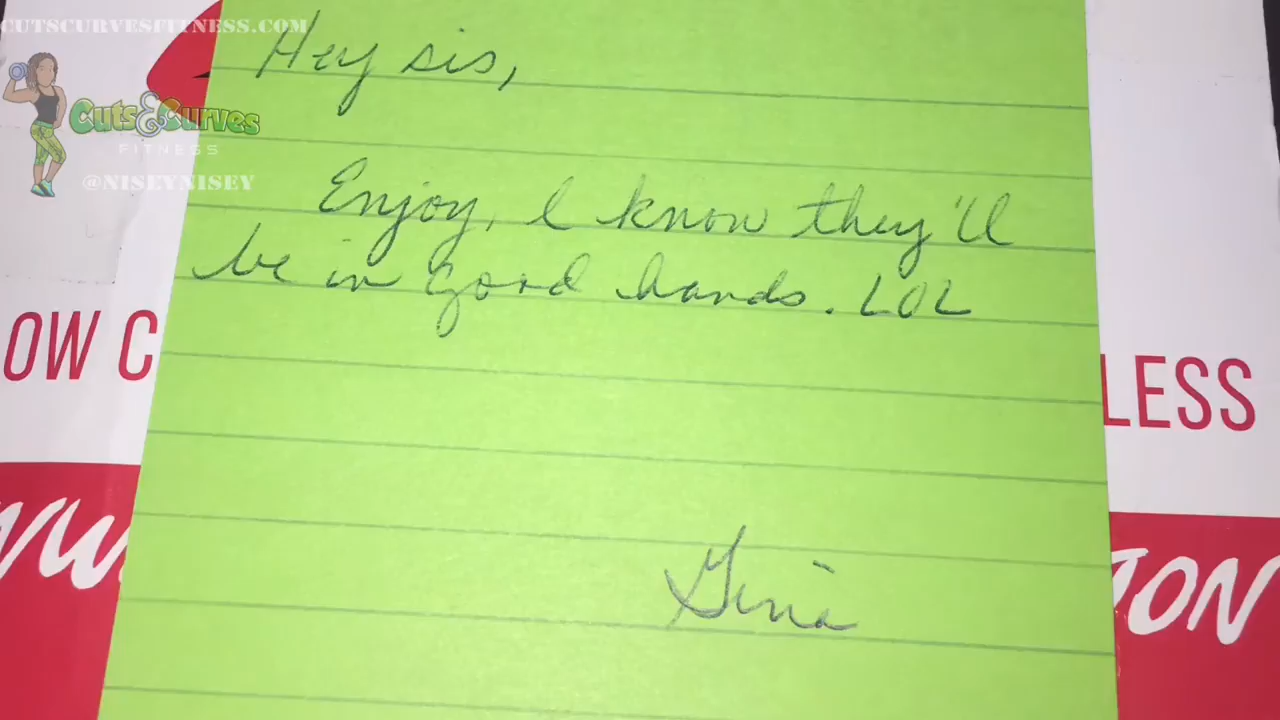 CUTSCURVESFITNESS.COM
Cuts&Curves
FITNESS
@NISEYNISEY
Hey sis,
Enjoy, I know they'll
be in good hands. LOL
Gina
OW C
LESS
ON